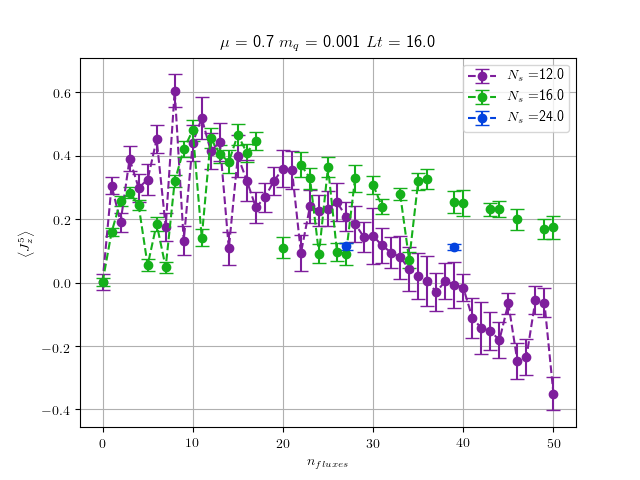 μ = 0.7 m_q = 0.001 Lt = 16.0
N_s =12.0
N_s =16.0
N_s =24.0
⟨J_z^5⟩
0.6
0.4
0.2
0.0
−0.2
−0.4
0 10 20 30 40 50
n_fluxes